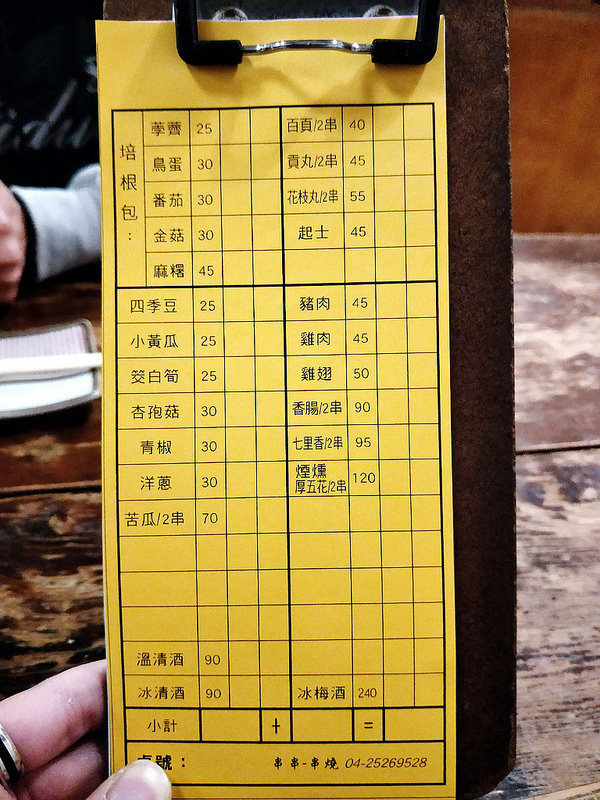 培根包：
荸薺 25 百頁/2串 40
鳥蛋 30 貢丸/2串 45
番茄 30 花枝丸/2串 55
金菇 30 起士 45
麻糬 45
四季豆 25 豬肉 45
小黃瓜 25 雞肉 45
筊白筍 25 雞翅 50
杏孢菇 30 香腸/2串 90
青椒 30 七里香/2串 95
洋蔥 30 煙燻
厚五花/2串 120
苦瓜/2串 70
溫清酒 90
冰清酒 90 冰梅酒 240
小計 + =
桌號： 串串-串燒 04-25269528